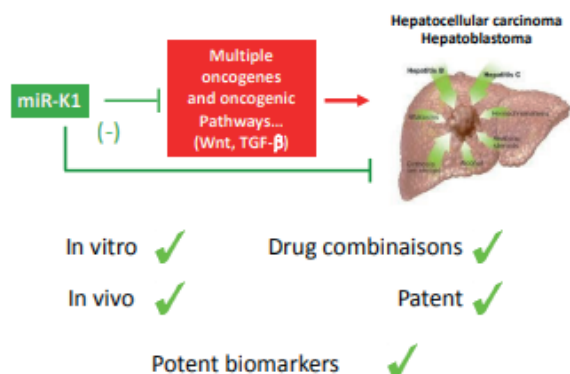 Hepatocellular carcinoma
Hepatoblastoma
Multiple
oncogenes
and oncogenic
Pathways...
(Wnt, TGF-β)
miR-K1
(-)
Hepatitis B
Hepatitis C
Alcohol
In vitro
Drug combinaisons
In vivo
Patent
Potent biomarkers